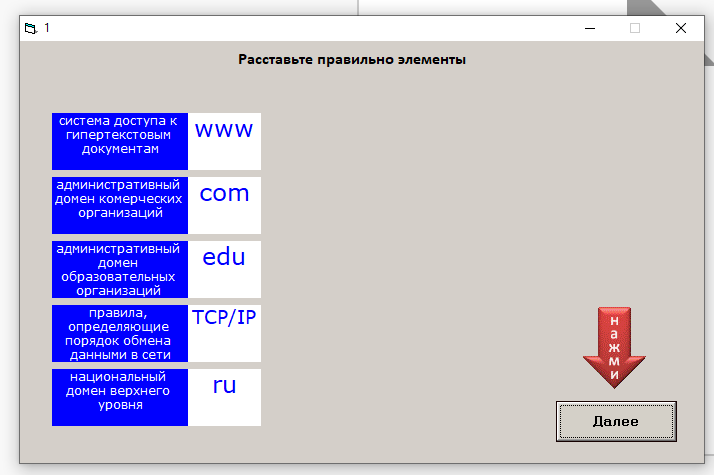 1
Расставьте правильно элементы
система доступа к
гипертекстовым
документам
www
административный
домен комерческих
организаций
com
административный
домен
образовательных
организаций
edu
правила,
определяющие
порядок обмена
данными в сети
TCP/IP
национальный
домен верхнего
уровня
ru
нажми
Далее